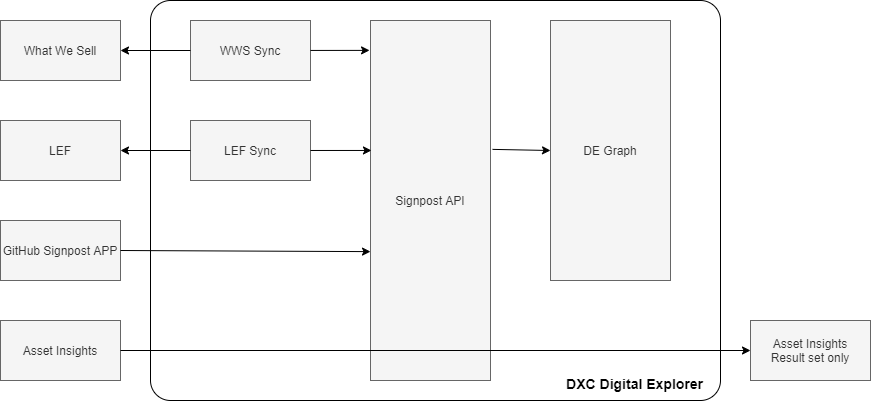 What We Sell
WWS Sync
LEF
LEF Sync
DE Graph
Signpost API
GitHub Signpost APP
Asset Insights
Asset Insights
Result set only
DXC Digital Explorer